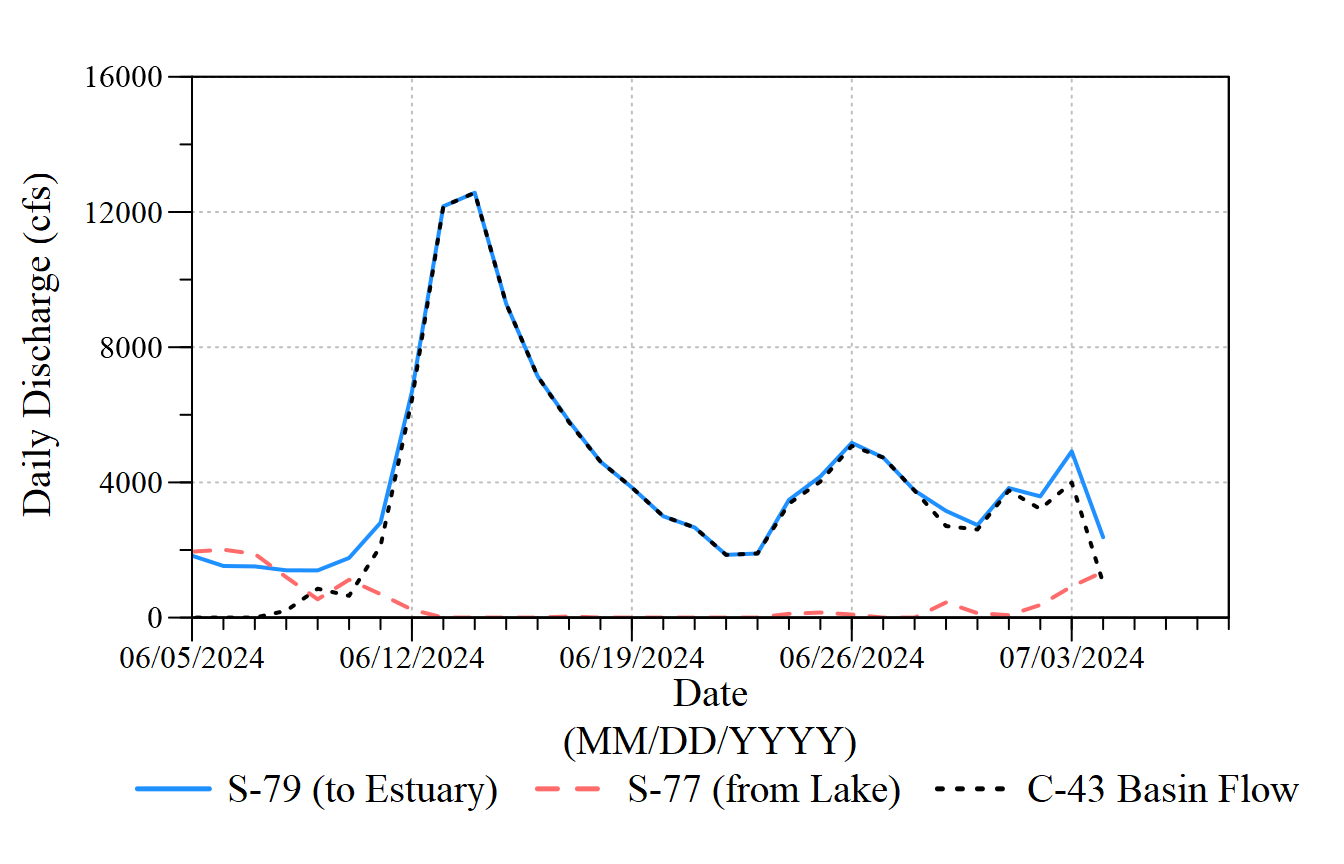 16000
12000
8000
4000
0
Daily Discharge (cfs)
06/05/2024 06/12/2024 06/19/2024 06/26/2024 07/03/2024
Date
(MM/DD/YYYY)
S-79 (to Estuary) S-77 (from Lake) C-43 Basin Flow